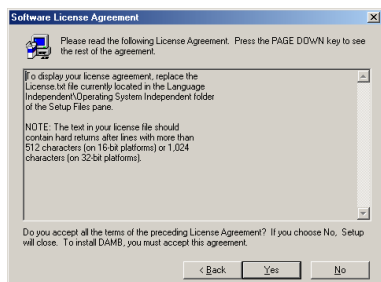 Software License Agreement
Please read the following License Agreement. Press the PAGE DOWN key to see
the rest of the agreement.
To display your license agreement, replace the
License.txt file currently located in the Language
Independent\Operating System Independent folder
of the Setup Files pane.
NOTE: The text in your license file should
contain hard returns after lines with more than
512 characters (on 16-bit platforms) or 1,024
characters (on 32-bit platforms).
Do you accept all the terms of the preceding License Agreement? If you choose No, Setup
will close. To install DAMB, you must accept this agreement.
< Back
Yes
No